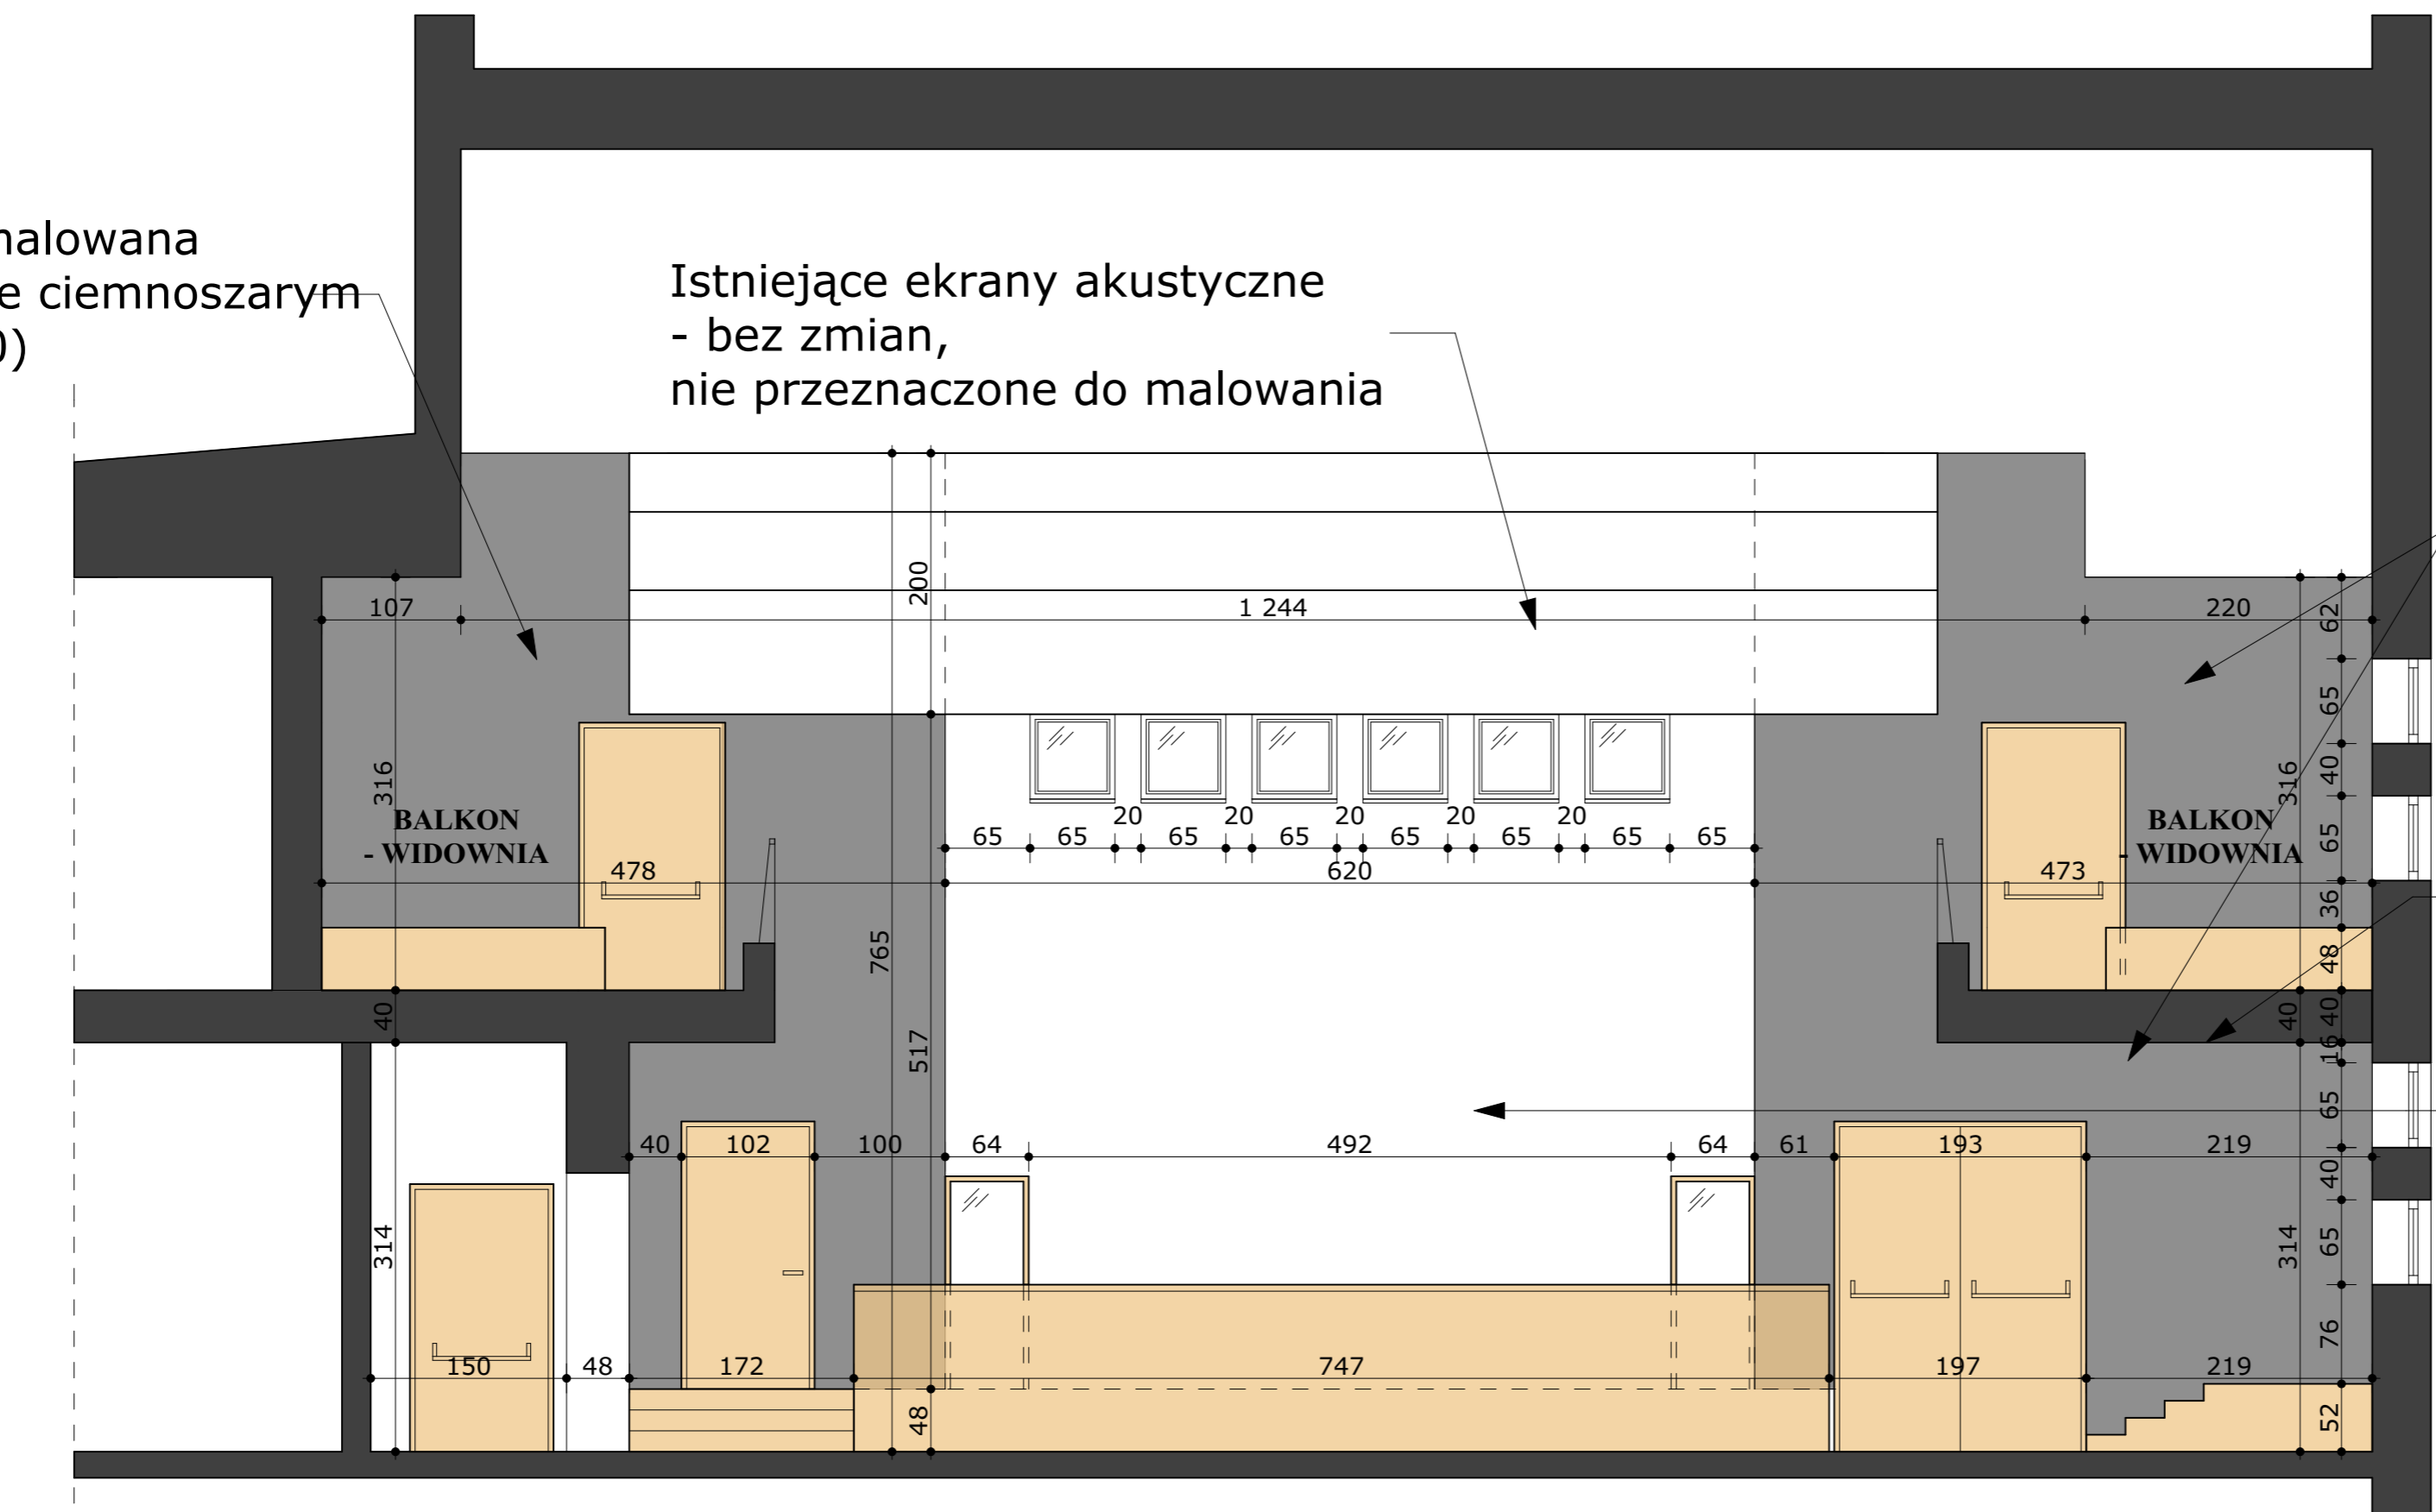 malowana
e ciemnoszarym
0)
Istniejące ekrany akustyczne
- bez zmian,
nie przeznaczone do malowania
107
1 244
220
200
62
65
40
65
36
48
40
16
65
40
65
76
52
316
316
BALKON
- WIDOWNIA
BALKON
- WIDOWNIA
20 20 20 20 20
65 65 65 65 65 65 65 65
478
620
473
765
517
40
40
314
314
40 102 100 64 492 64 61 193 219
150 48 172 747 197 219
48